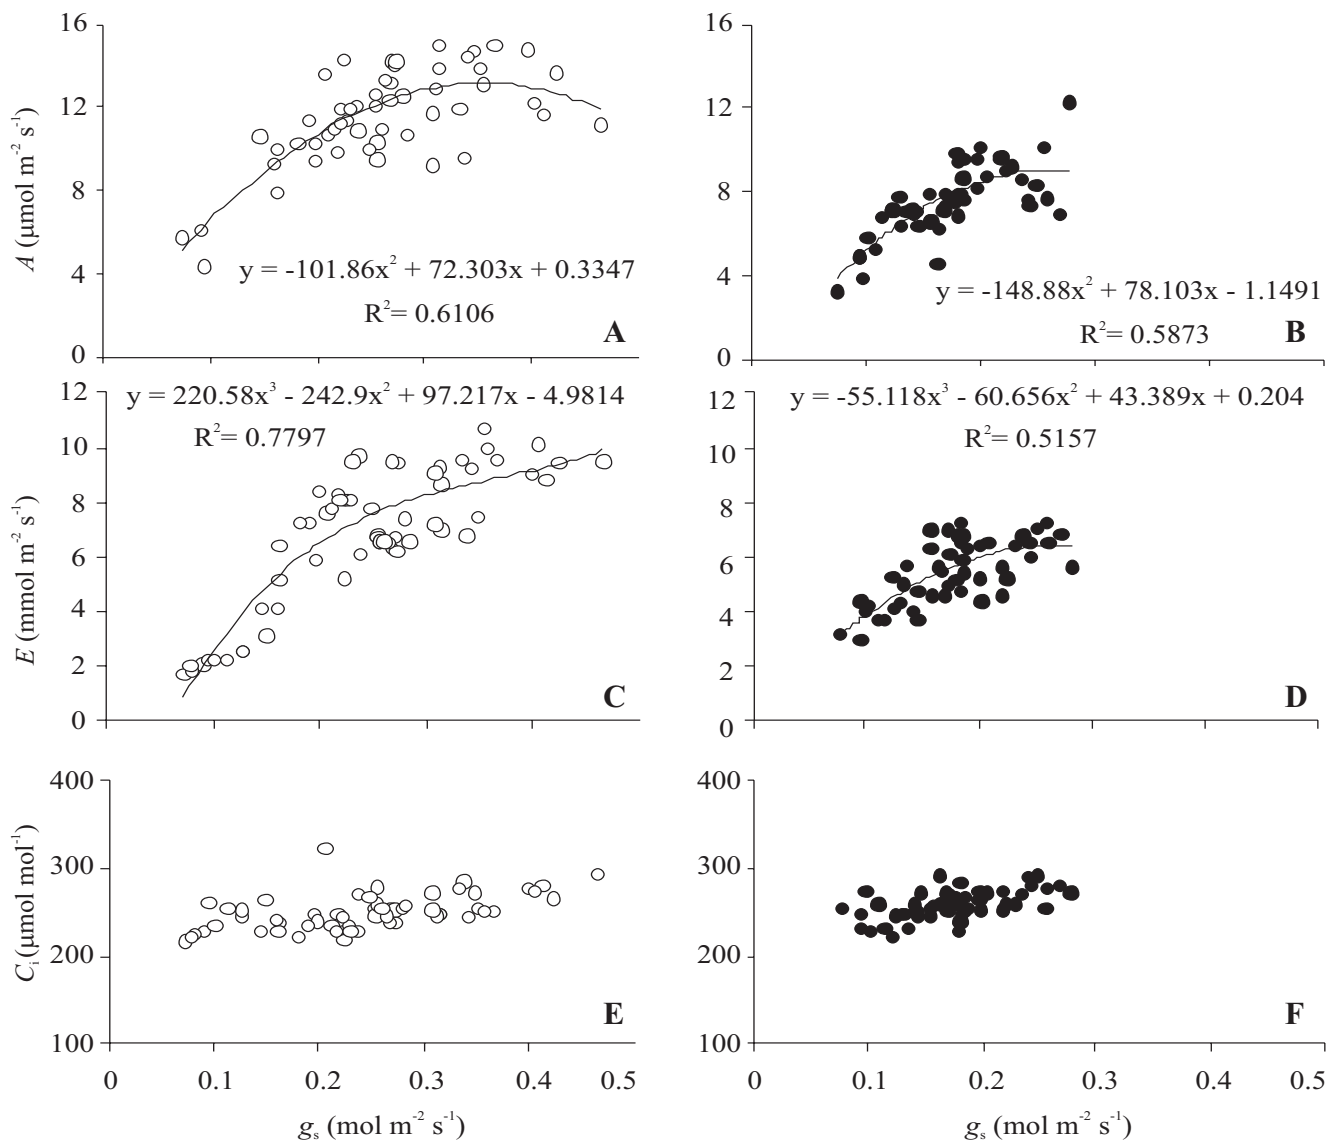 16
12
8
4
0
A (μmol m⁻² s⁻¹)
y = -101.86x² + 72.303x + 0.3347
R²= 0.6106
A
16
12
8
4
0
y = -148.88x² + 78.103x - 1.1491
R²= 0.5873
B
12
10
8
6
4
2
0
E (mmol m⁻² s⁻¹)
y = 220.58x³ - 242.9x² + 97.217x - 4.9814
R²= 0.7797
C
12
10
8
6
4
2
0
y = -55.118x³ - 60.656x² + 43.389x + 0.204
R²= 0.5157
D
400
300
200
100
Cᵢ (μmol mol⁻¹)
E
0 0.1 0.2 0.3 0.4 0.5
gₛ (mol m⁻² s⁻¹)
400
300
200
100
F
0 0.1 0.2 0.3 0.4 0.5
gₛ (mol m⁻² s⁻¹)